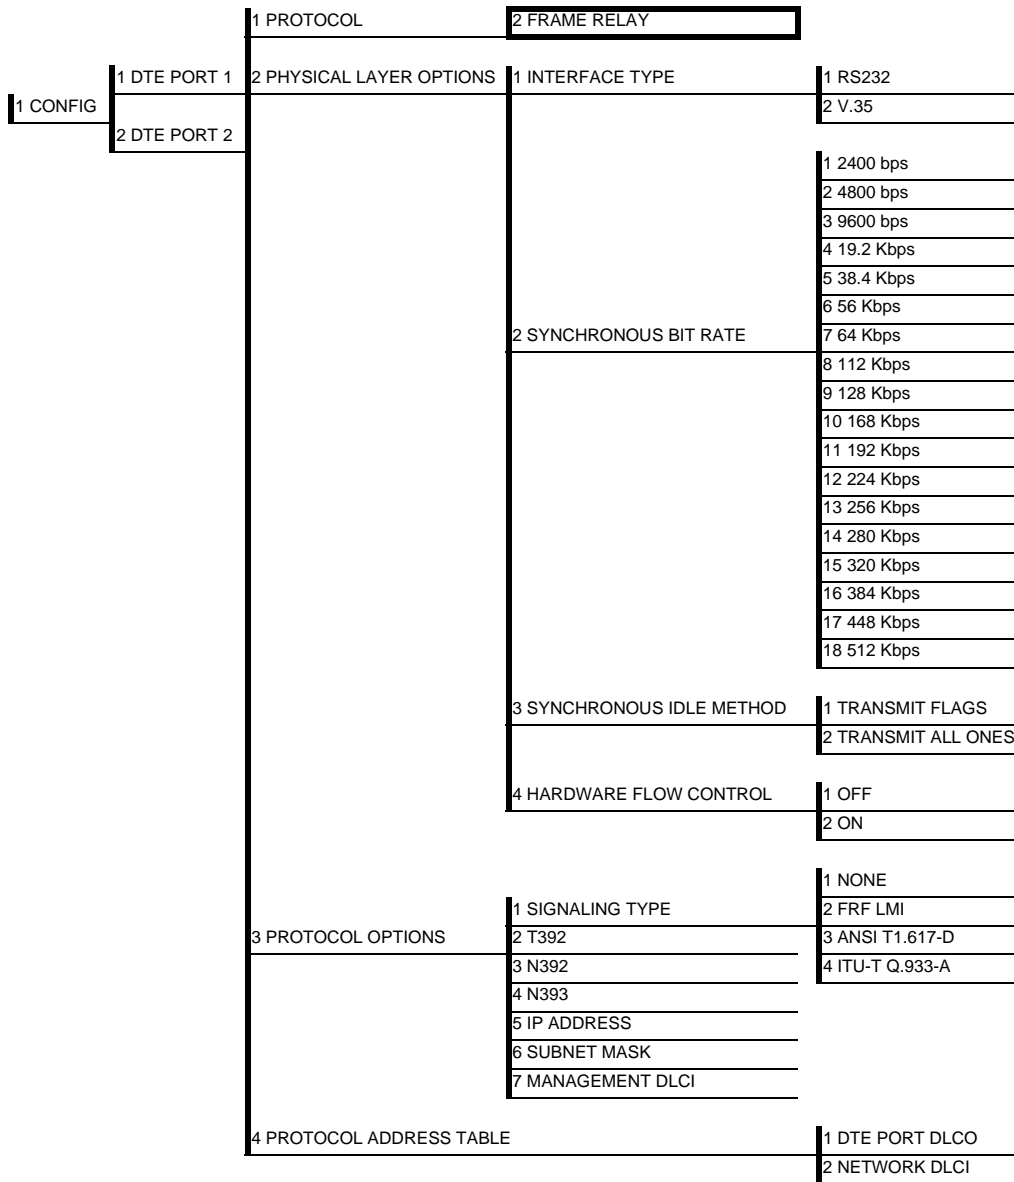 1 PROTOCOL
2 FRAME RELAY
1 DTE PORT 1
2 PHYSICAL LAYER OPTIONS
1 INTERFACE TYPE
1 RS232
1 CONFIG
2 V.35
2 DTE PORT 2
1 2400 bps
2 4800 bps
3 9600 bps
4 19.2 Kbps
5 38.4 Kbps
6 56 Kbps
2 SYNCHRONOUS BIT RATE
7 64 Kbps
8 112 Kbps
9 128 Kbps
10 168 Kbps
11 192 Kbps
12 224 Kbps
13 256 Kbps
14 280 Kbps
15 320 Kbps
16 384 Kbps
17 448 Kbps
18 512 Kbps
3 SYNCHRONOUS IDLE METHOD
1 TRANSMIT FLAGS
2 TRANSMIT ALL ONES
4 HARDWARE FLOW CONTROL
1 OFF
2 ON
1 NONE
1 SIGNALING TYPE
2 FRF LMI
3 PROTOCOL OPTIONS
2 T392
3 ANSI T1.617-D
3 N392
4 ITU-T Q.933-A
4 N393
5 IP ADDRESS
6 SUBNET MASK
7 MANAGEMENT DLCI
4 PROTOCOL ADDRESS TABLE
1 DTE PORT DLCO
2 NETWORK DLCI